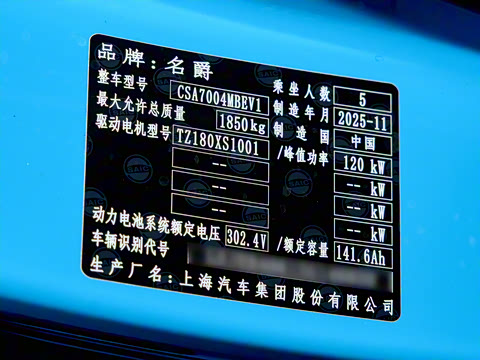 品牌：名爵
整车型号 CSA7004MBEV1 乘坐人数 5
最大允许总质量 1850kg 制造年月 2025-11
驱动电机型号 TZ180XS1001 制造国 中国
/峰值功率 120 kW
-- -- kW
-- -- kW
-- -- kW
动力电池系统额定电压 302.4V /额定容量 141.6Ah
车辆识别代号
生产厂名：上海汽车集团股份有限公司